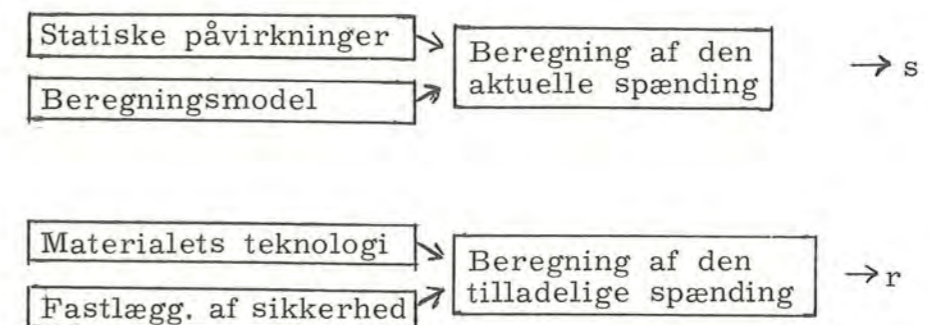 Statiske påvirkninger
Beregningsmodel
Beregning af den
aktuelle spænding
→ s
Materialets teknologi
Fastlægg. af sikkerhed
Beregning af den
tilladelige spænding
→ r